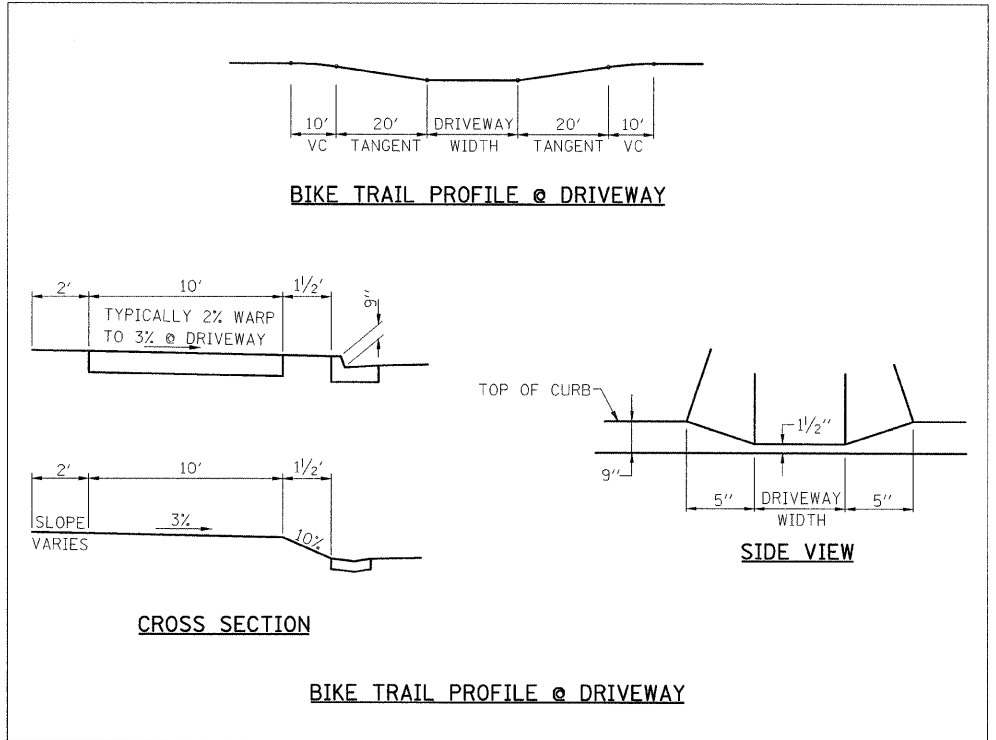 10' 20' DRIVEWAY 20' 10'
VC TANGENT WIDTH TANGENT VC
BIKE TRAIL PROFILE @ DRIVEWAY
2' 10' 1½' 9"
TYPICALLY 2% WARP
TO 3% @ DRIVEWAY
2' 10' 1½'
SLOPE
VARIES
3%
10%
CROSS SECTION
TOP OF CURB
1½"
9"
5" DRIVEWAY 5"
WIDTH
SIDE VIEW
BIKE TRAIL PROFILE @ DRIVEWAY